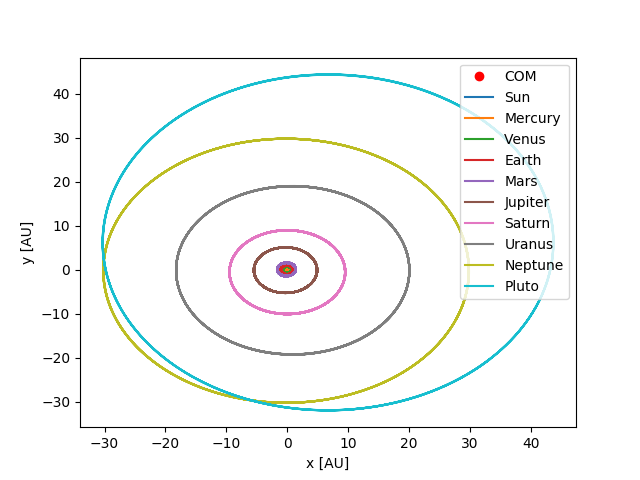 40
30
20
10
0
−10
−20
−30
y [AU]
−30 −20 −10 0 10 20 30 40
x [AU]
COM
Sun
Mercury
Venus
Earth
Mars
Jupiter
Saturn
Uranus
Neptune
Pluto